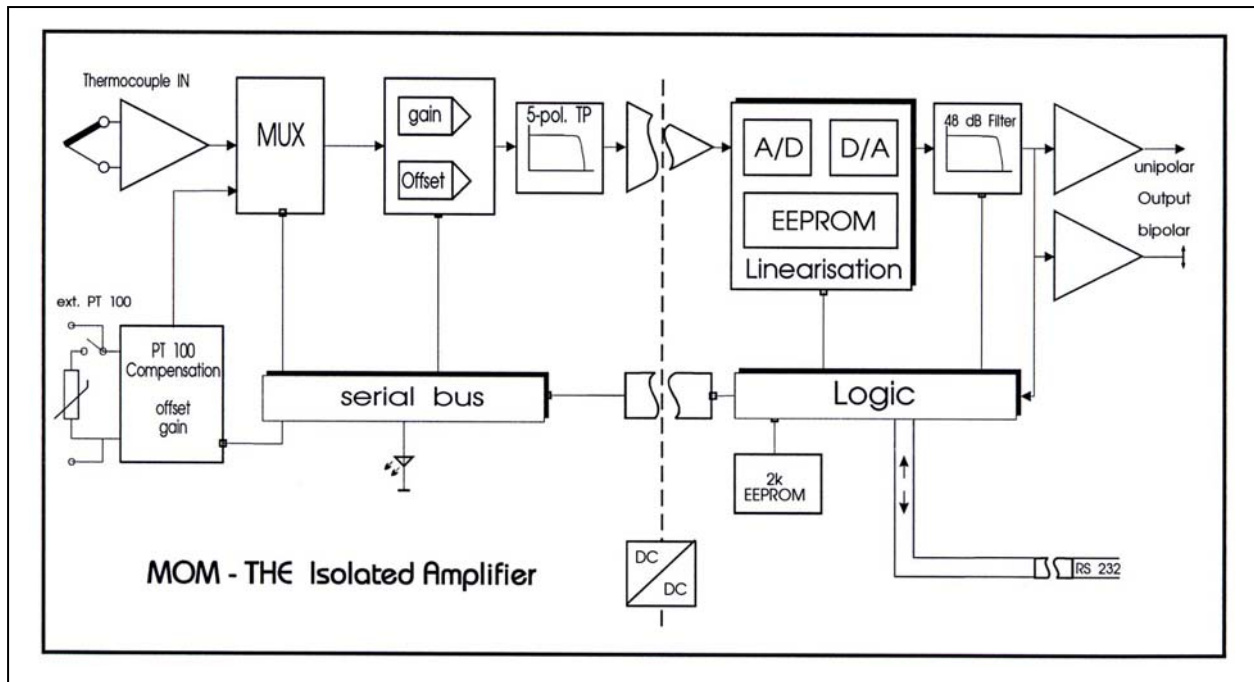 Thermocouple IN
MUX
gain
Offset
5-pol. TP
A/D
D/A
EEPROM
Linearisation
48 dB Filter
unipolar
Output
bipolar
ext. PT 100
PT 100
Compensation
offset
gain
serial bus
Logic
2k
EEPROM
DC
DC
RS 232
MOM - THE Isolated Amplifier